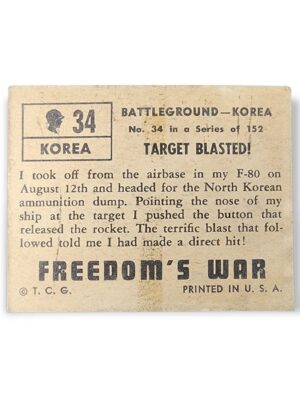 34
KOREA
BATTLEGROUND—KOREA
No. 34 in a Series of 152
TARGET BLASTED!
I took off from the airbase in my F-80 on
August 12th and headed for the North Korean
ammunition dump. Pointing the nose of my
ship at the target I pushed the button that
released the rocket. The terrific blast that fol-
lowed told me I had made a direct hit!
FREEDOM'S WAR
© T. C. G.
PRINTED IN U. S. A.